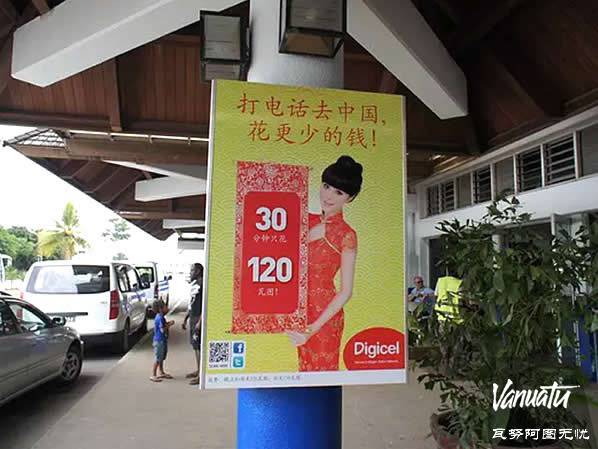 打电话去中国，
花更少的钱！
30
分钟只花
120
瓦图！
Digicel
Vanuatu
瓦努阿图无忧